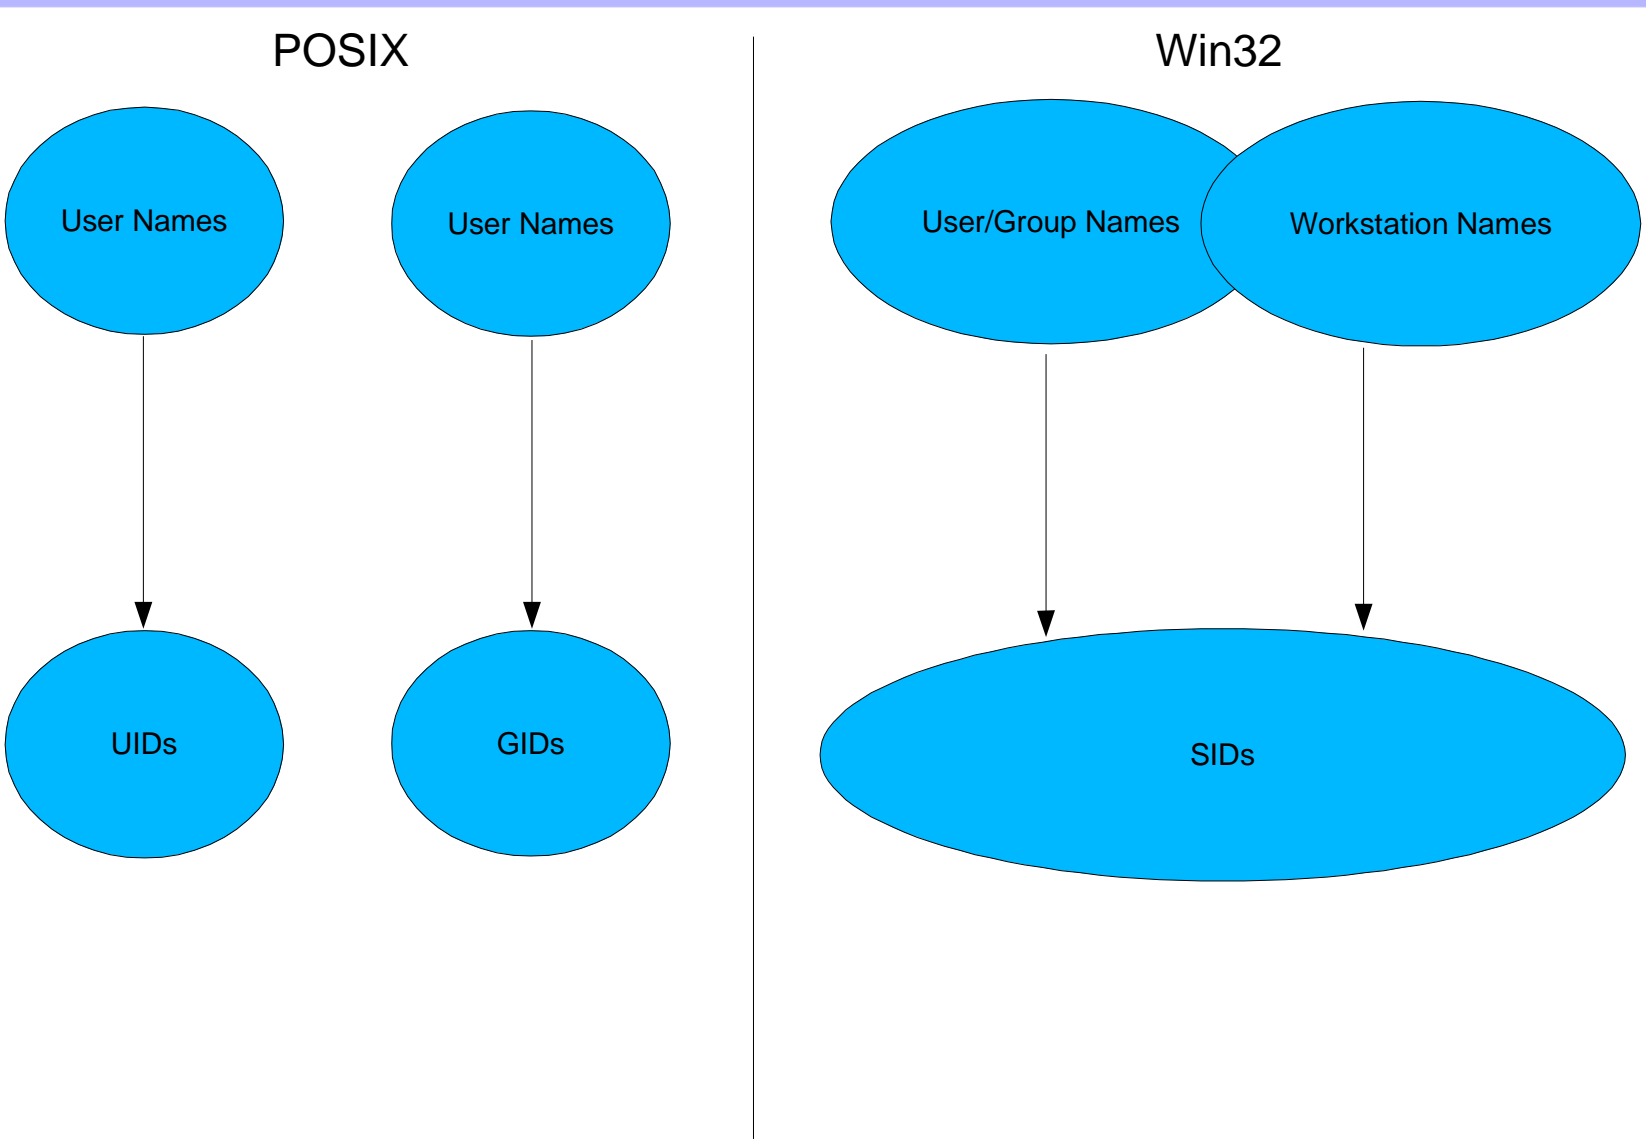 POSIX
Win32
User Names
User Names
User/Group Names
Workstation Names
UIDs
GIDs
SIDs